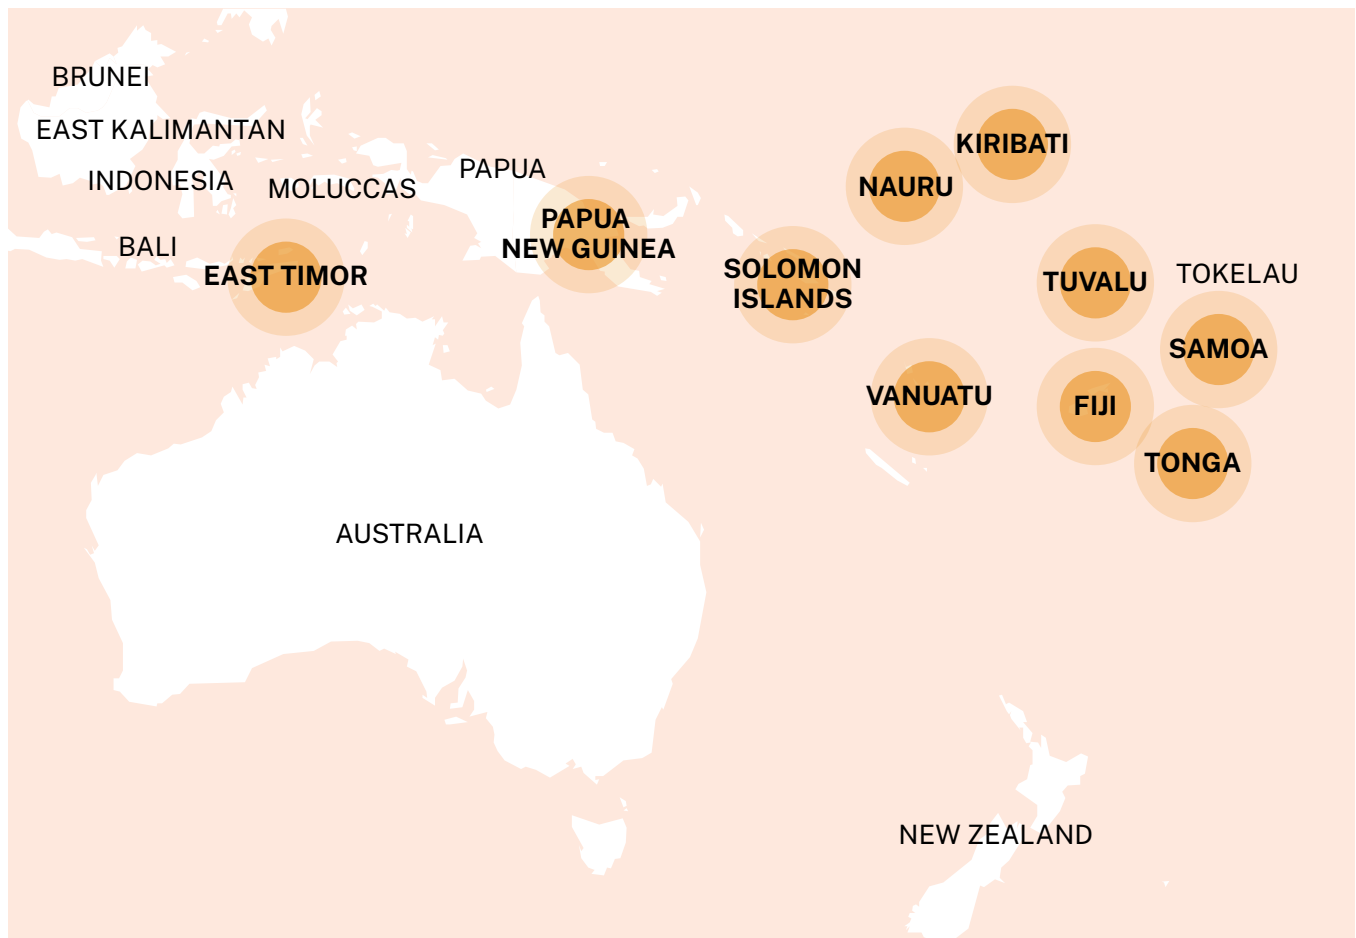 BRUNEI
EAST KALIMANTAN
INDONESIA
MOLUCCAS
BALI
EAST TIMOR
PAPUA
PAPUA
NEW GUINEA
SOLOMON
ISLANDS
NAURU
KIRIBATI
TUVALU
TOKELAU
SAMOA
VANUATU
FIJI
TONGA
AUSTRALIA
NEW ZEALAND